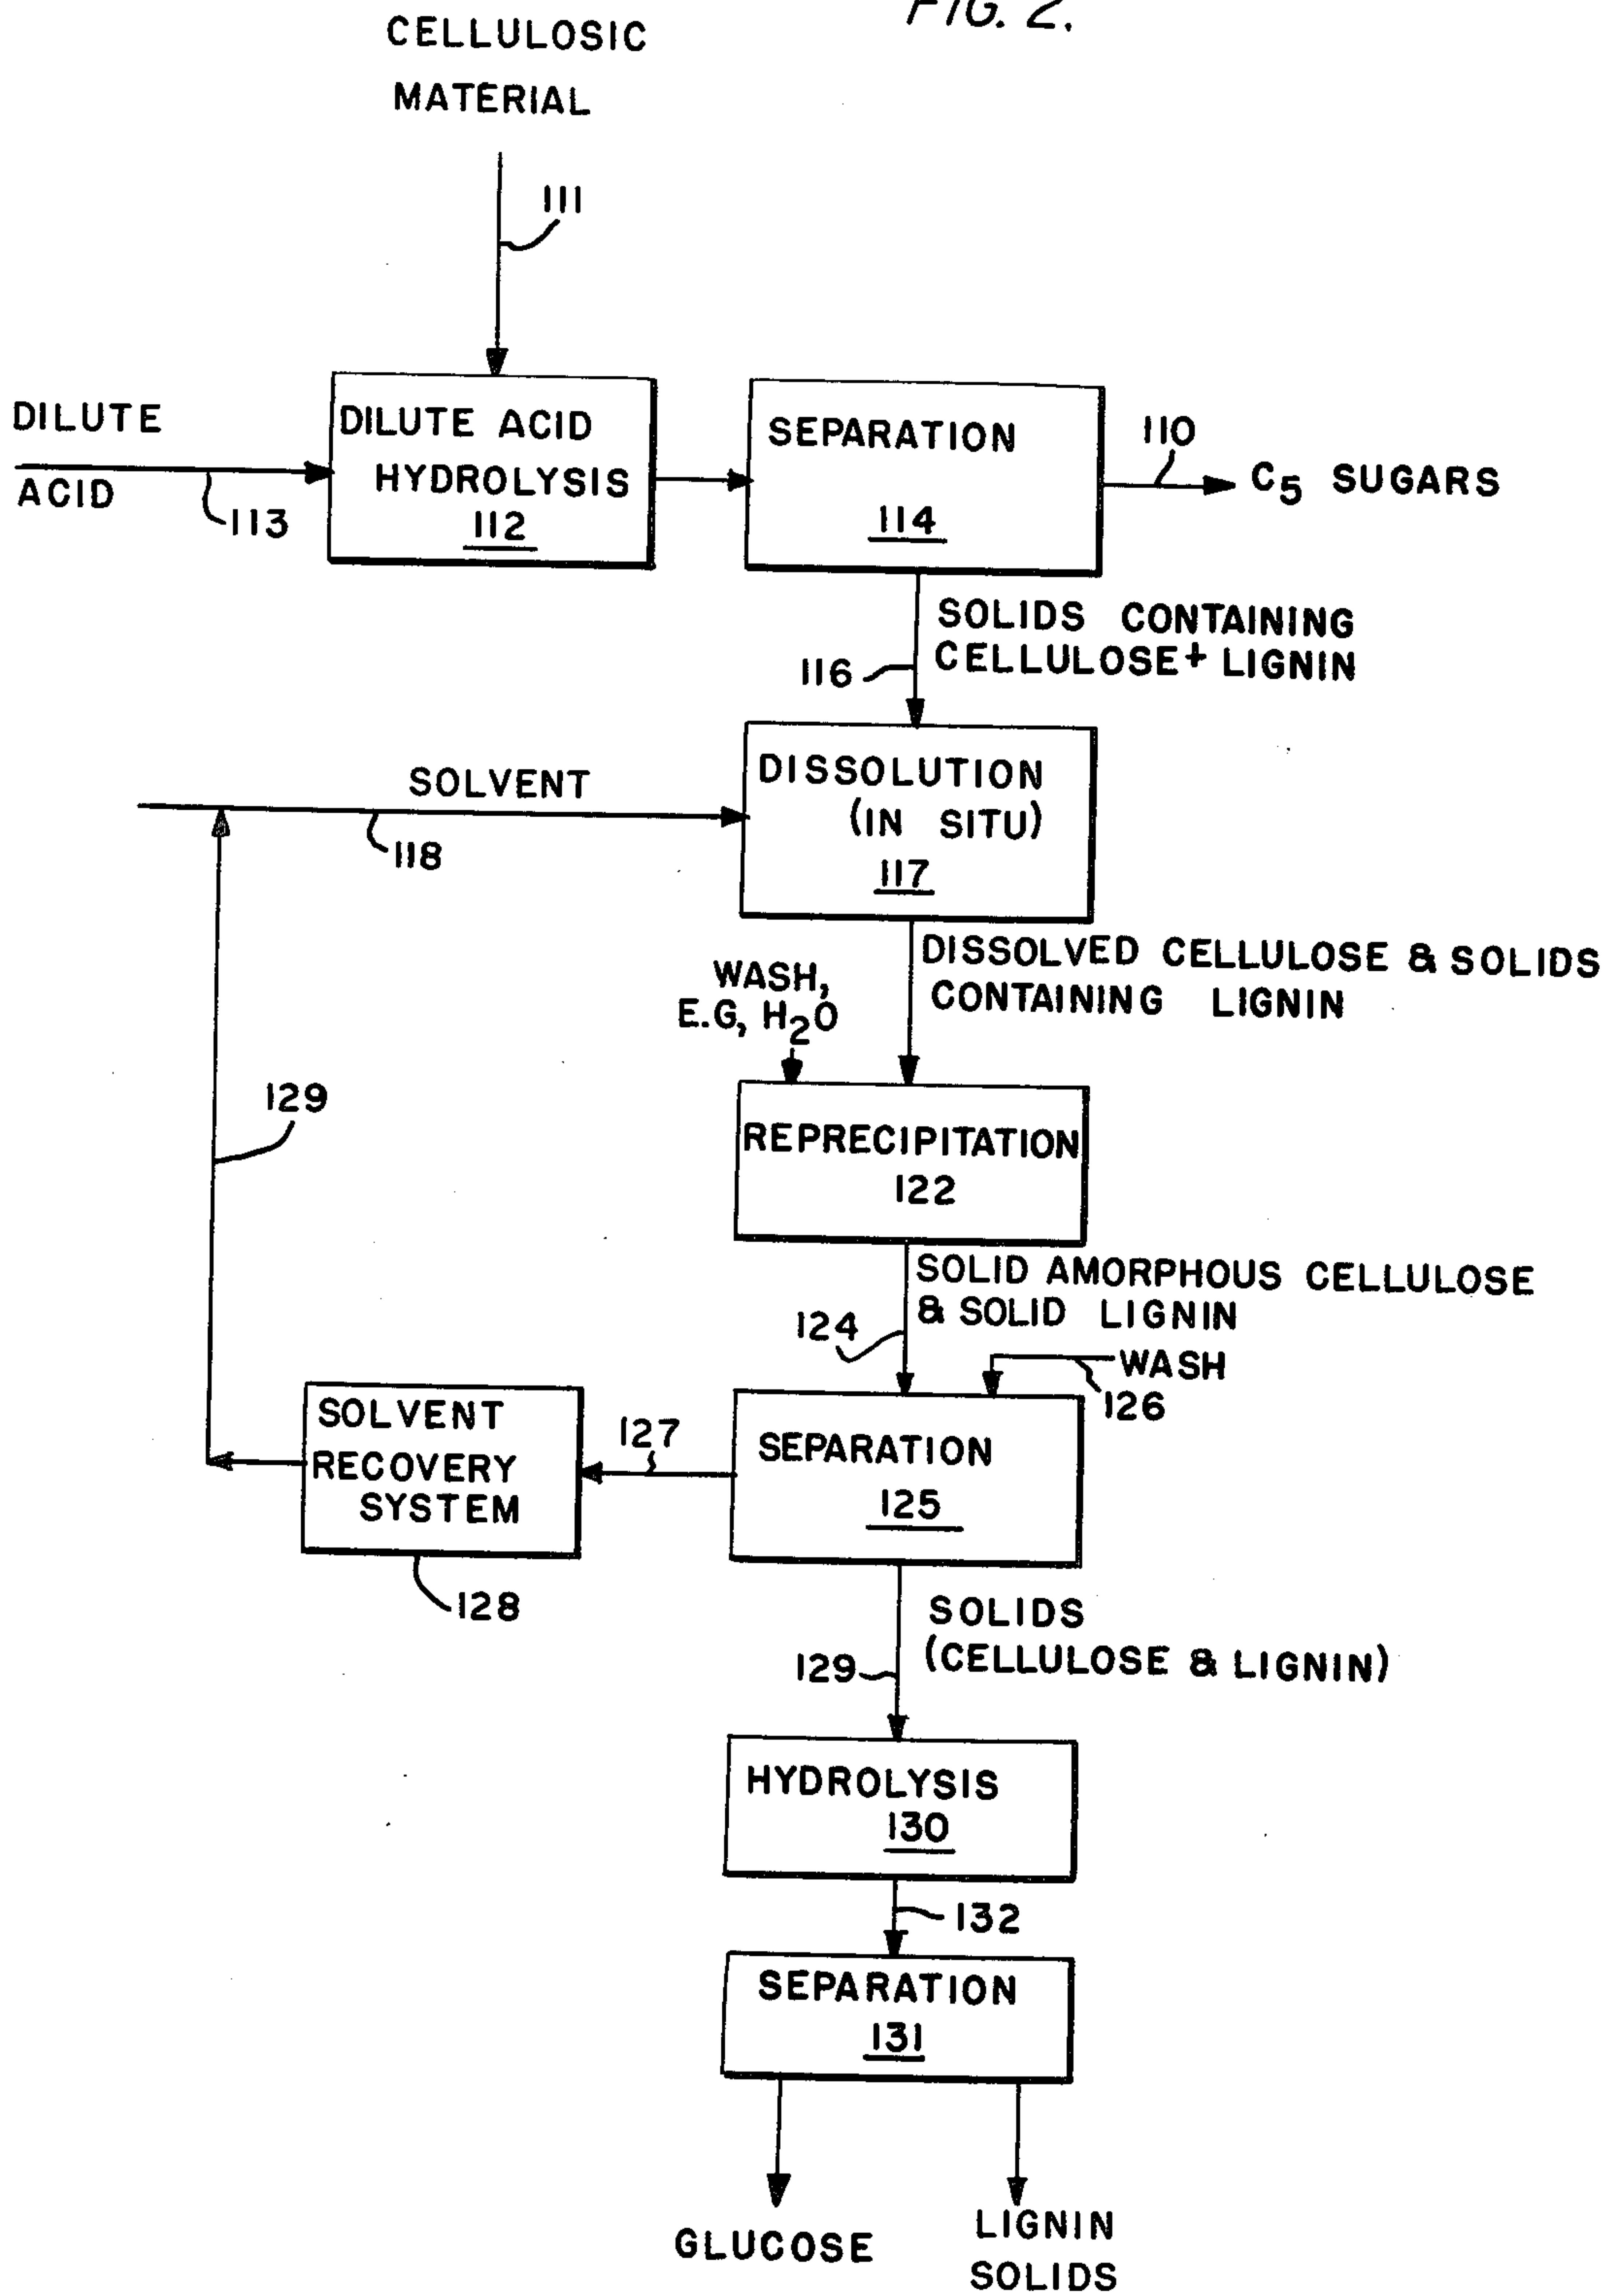 FIG. 2.
CELLULOSIC
MATERIAL
111
DILUTE
ACID
113
DILUTE ACID
HYDROLYSIS
112
SEPARATION
114
110
C5 SUGARS
SOLIDS CONTAINING
CELLULOSE+ LIGNIN
116
SOLVENT
118
DISSOLUTION
(IN SITU)
117
DISSOLVED CELLULOSE & SOLIDS
CONTAINING LIGNIN
WASH,
E.G, H2O
129
REPRECIPITATION
122
SOLID AMORPHOUS CELLULOSE
& SOLID LIGNIN
124
WASH
126
SOLVENT
RECOVERY
SYSTEM
128
127
SEPARATION
125
SOLIDS
(CELLULOSE & LIGNIN)
129
HYDROLYSIS
130
132
SEPARATION
131
GLUCOSE
LIGNIN
SOLIDS